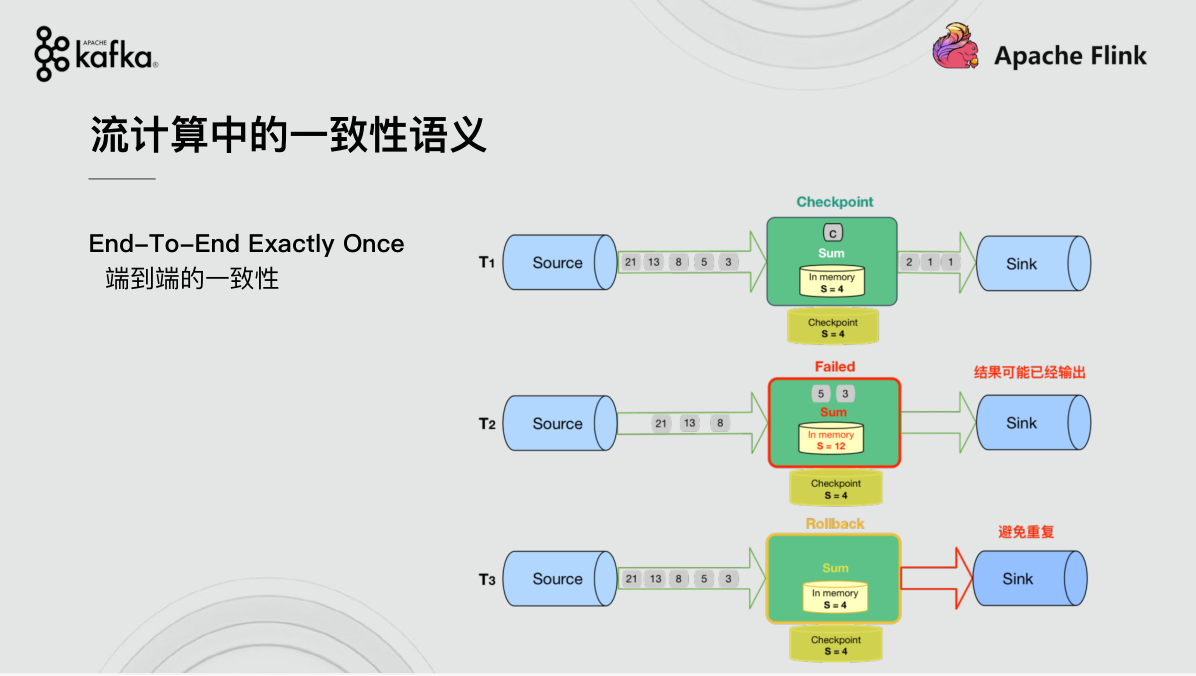 APACHE
kafka®
Apache Flink
流计算中的一致性语义
End-To-End Exactly Once
端到端的一致性
Checkpoint
T1
Source
21 13 8 5 3
C
Sum
In memory
S = 4
2 1 1
Sink
Checkpoint
S = 4
Failed
结果可能已经输出
T2
Source
21 13 8
5 3
Sum
In memory
S = 12
Sink
Checkpoint
S = 4
Rollback
避免重复
T3
Source
21 13 8 5 3
Sum
In memory
S = 4
Sink
Checkpoint
S = 4